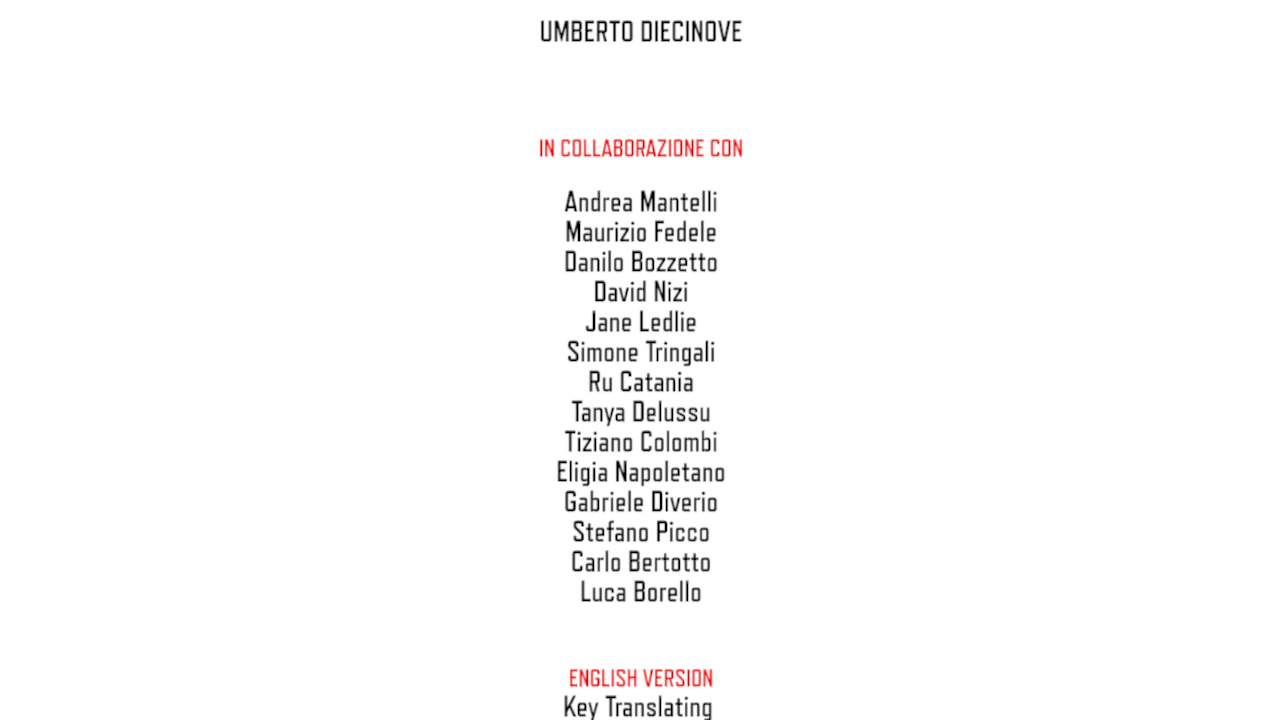 UMBERTO DIECINOVE
IN COLLABORAZIONE CON
Andrea Mantelli
Maurizio Fedele
Danilo Bozzetto
David Nizi
Jane Ledlie
Simone Tringali
Ru Catania
Tanya Delussu
Tiziano Colombi
Eligia Napoletano
Gabriele Diverio
Stefano Picco
Carlo Bertotto
Luca Borello
ENGLISH VERSION
Key Translating